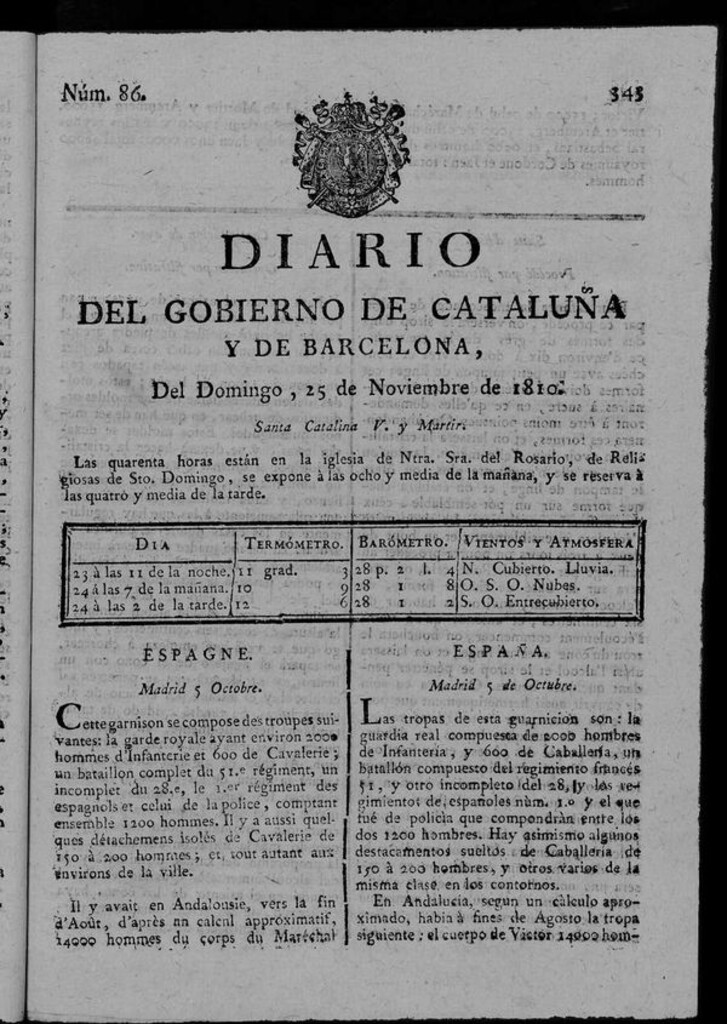 Núm. 86.
343
DIARIO
DEL GOBIERNO DE CATALUÑA
Y DE BARCELONA,
Del Domingo, 25 de Noviembre de 1810.
Santa Catalina V. y Martir.
Las quarenta horas están en la iglesia de Ntra. Sra. del Rosario, de Reli-
giosas de Sto. Domingo, se expone à las ocho y media de la mañana, y se reserva à
las quatro y media de la tarde.
DIA TERMÓMETRO. BARÓMETRO. VIENTOS Y ATMOSFERA
23 à las 11 de la noche. 11 grad. 3 28 p. 2 l. 4 N. Cubierto. Lluvia.
24 á las 7 de la mañana. 10 9 28 1 8 O. S. O. Nubes.
24 à las 2 de la tarde. 12 6 28 1 2 S. O. Entrecubierto.
ESPAGNE.
Madrid 5 Octobre.
Cette garnison se compose des troupes sui-
vantes: la garde royale ayant environ 2000
hommes d'Infanterie et 600 de Cavalerie;
un bataillon complet du 51.e régiment, un
incomplet du 28.e, le 1.er régiment des
espagnols et celui de la police, comptant
ensemble 1200 hommes. Il y a aussi quel-
ques détachemens isolés de Cavalerie de
150 à 200 hommes; et, tout autant aux
environs de la ville.
Il y avait en Andalousie, vers la fin
d'Août, d'après un calcul approximatif,
14000 hommes du corps du Maréchal
ESPAÑA.
Madrid 5 de Octubre.
Las tropas de esta guarnicion son: la
guardia real compuesta de 2000 hombres
de Infanteria, y 600 de Caballería, un
batallón compuesto del regimiento francés
51, y otro incompleto del 28, y los re-
gimientos de españoles núm. 1.o y el que
fué de policía que compondrán entre los
dos 1200 hombres. Hay asimismo algunos
destacamentos sueltos de Caballería de
150 à 200 hombres, y otros varios de la
misma clase en los contornos.
En Andalucía, segun un cálculo apro-
ximado, habia à fines de Agosto la tropa
siguiente: el cuerpo de Victor 14000 hom-